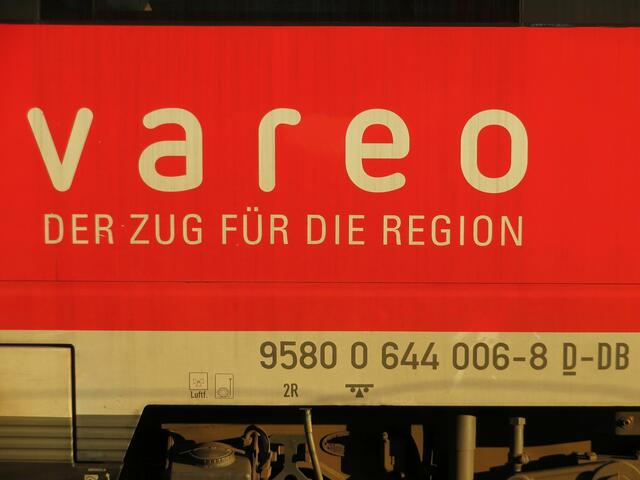 vareo
DER ZUG FÜR DIE REGION
9580 0 644 006-8 D-DB
Luftf.
2R